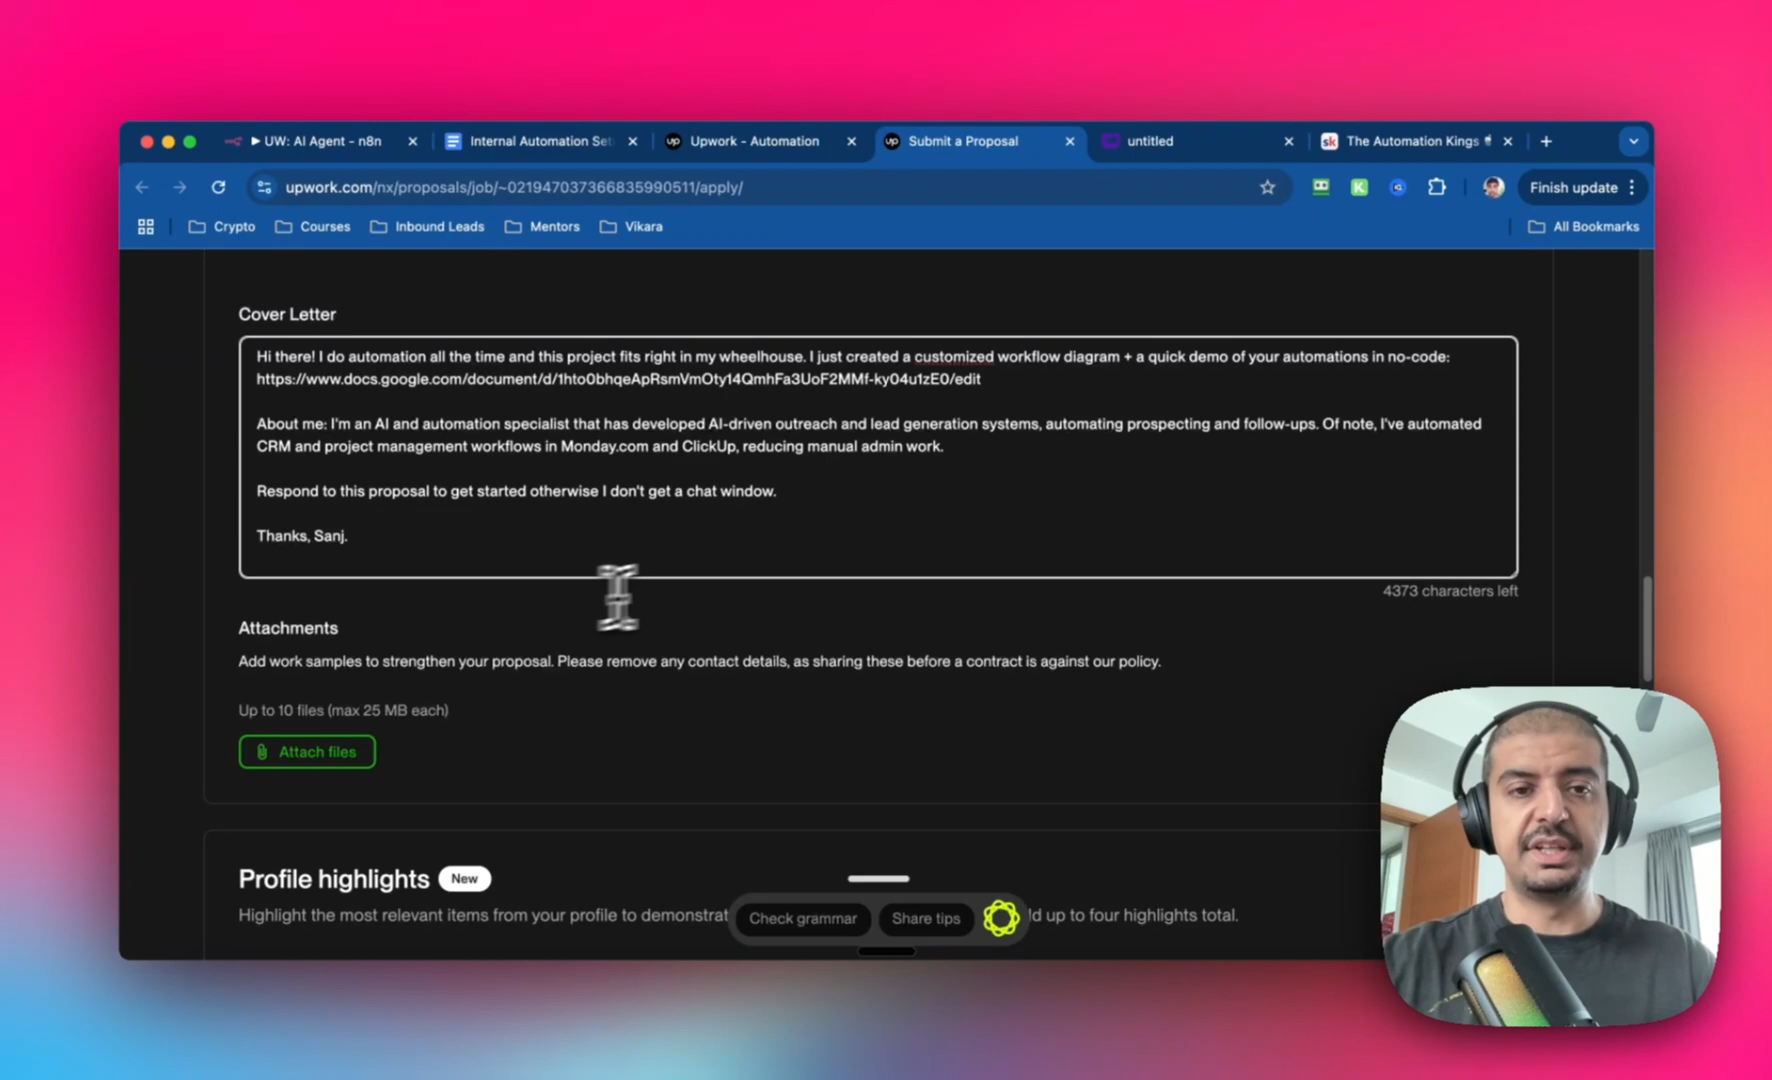 UW: AI Agent - n8n
Internal Automation Set
Upwork - Automation
Submit a Proposal
untitled
The Automation Kings
upwork.com/nx/proposals/job/~021947037366835990511/apply/
Finish update
Crypto
Courses
Inbound Leads
Mentors
Vikara
All Bookmarks
Cover Letter
Hi there! I do automation all the time and this project fits right in my wheelhouse. I just created a customized workflow diagram + a quick demo of your automations in no-code:
https://www.docs.google.com/document/d/1hto0bhqeApRsmVmOty14QmhFa3UoF2MMf-ky04u1zE0/edit
About me: I'm an AI and automation specialist that has developed AI-driven outreach and lead generation systems, automating prospecting and follow-ups. Of note, I've automated
CRM and project management workflows in Monday.com and ClickUp, reducing manual admin work.
Respond to this proposal to get started otherwise I don't get a chat window.
Thanks, Sanj.
4373 characters left
Attachments
Add work samples to strengthen your proposal. Please remove any contact details, as sharing these before a contract is against our policy.
Up to 10 files (max 25 MB each)
Attach files
Profile highlights New
Highlight the most relevant items from your profile to demonstrat
Check grammar
Share tips
ld up to four highlights total.